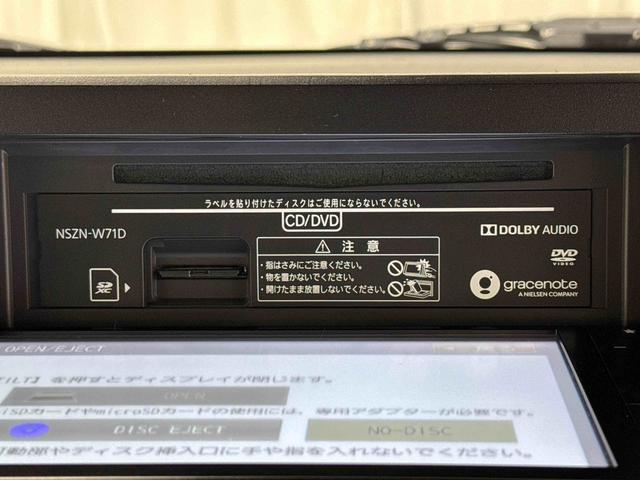 ラベルを貼り付けたディスクはご使用にならないでください。
CD/DVD
NSZN-W71D
DOLBY AUDIO
注意
・指はさみにご注意ください。
・物を置かないでください。
・開けたまま放置しないでください。
SD
XC
DVD
VIDEO
gracenote
A NIELSEN COMPANY
OPEN/EJECT
TILT】を押すとディスプレイが閉じます。
OPEN
iSDカードやmicroSDカードの使用には、専用アダプターが必要です。
DISC EJECT
NO-DISC
動部やディスク挿入口に手や指を入れないでください。